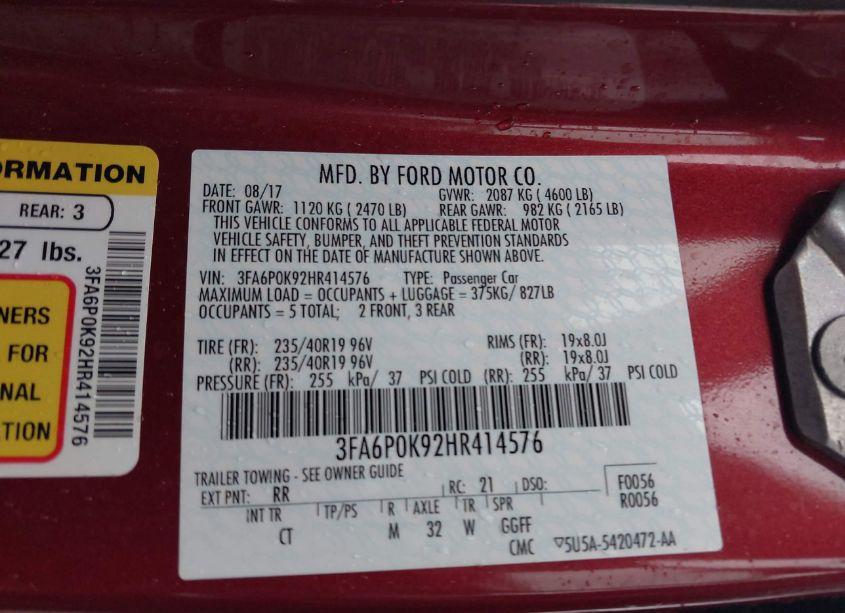 ORMATION
REAR: 3
27 lbs.
NERS
FOR
NAL
TATION
3FA6P0K92HR414576
MFD. BY FORD MOTOR CO.
DATE: 08/17 GVWR: 2087 KG ( 4600 LB)
FRONT GAWR: 1120 KG ( 2470 LB) REAR GAWR: 982 KG ( 2165 LB)
THIS VEHICLE CONFORMS TO ALL APPLICABLE FEDERAL MOTOR
VEHICLE SAFETY, BUMPER, AND THEFT PREVENTION STANDARDS
IN EFFECT ON THE DATE OF MANUFACTURE SHOWN ABOVE.
VIN: 3FA6P0K92HR414576 TYPE: Passenger Car
MAXIMUM LOAD = OCCUPANTS + LUGGAGE = 375KG/ 827LB
OCCUPANTS = 5 TOTAL; 2 FRONT, 3 REAR
TIRE (FR): 235/40R19 96V RIMS (FR): 19x8.0J
(RR): 235/40R19 96V (RR): 19x8.0J
PRESSURE (FR): 255 kPa/ 37 PSI COLD (RR): 255 kPa/ 37 PSI COLD
3FA6P0K92HR414576
TRAILER TOWING - SEE OWNER GUIDE
EXT PNT: RR RC: 21 DSO: F0056
R0056
INT TR TP/PS R AXLE TR SPR
CT M 32 W GGFF
CMC ▽5U5A-5420472-AA